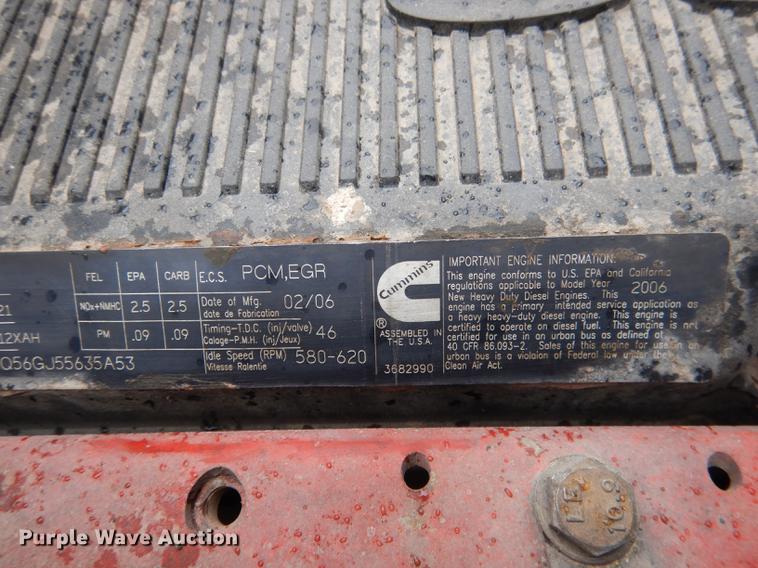 FEL EPA CARB
NOx+NMHC 2.5 2.5
PM .09 .09
21
12XAH
Q56GJ55635A53
E.C.S. PCM,EGR
Date of Mfg. 02/06
date de Fabrication
Timing-T.D.C. (inj/valve) 46
Calage-P.M.H. (inj/Jeux)
Idle Speed (RPM) 580-620
Vitesse Ralentie
Cummins
®
ASSEMBLED IN
THE U.S.A.
3682990
IMPORTANT ENGINE INFORMATION:
This engine conforms to U.S. EPA and California
regulations applicable to Model Year 2006
New Heavy Duty Diesel Engines. This
engine has a primary intended service application as
a heavy heavy-duty diesel engine. This engine is
certified to operate on diesel fuel. This engine is not
certified for use in an urban bus as defined at
40 CFR 86.093-2. Sales of this engine for use in an
urban bus is a violaion of Federal law under the
Clean Air Act.
10.9
Purple Wave Auction